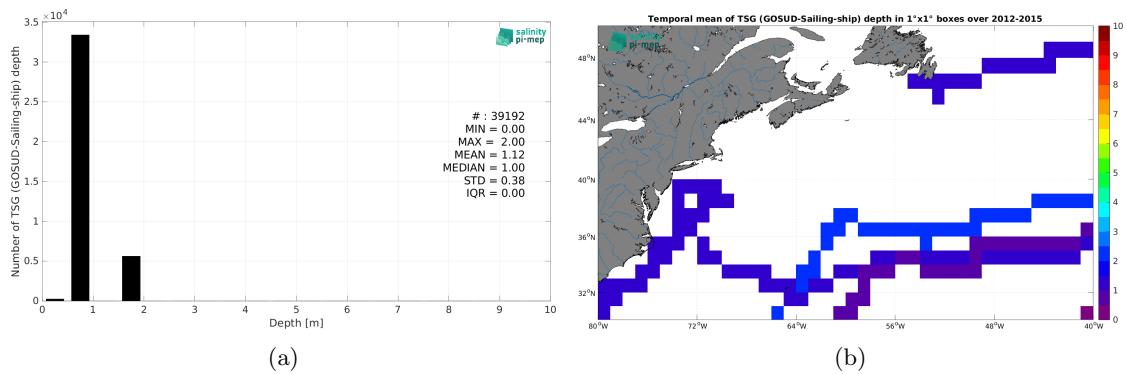 ×10⁴
3.5
3
2.5
2
1.5
1
0.5
0
0 1 2 3 4 5 6 7 8 9 10
Number of TSG (GOSUD-Sailing-ship) depth
Depth [m]
salinity
pi-mep
# : 39192
MIN = 0.00
MAX = 2.00
MEAN = 1.12
MEDIAN = 1.00
STD = 0.38
IQR = 0.00
(a)
Temporal mean of TSG (GOSUD-Sailing-ship) depth in 1°x1° boxes over 2012-2015
salinity
pi-mep
48°N
44°N
40°N
36°N
32°N
80°W 72°W 64°W 56°W 48°W 40°W
10
9
8
7
6
5
4
3
2
1
0
(b)